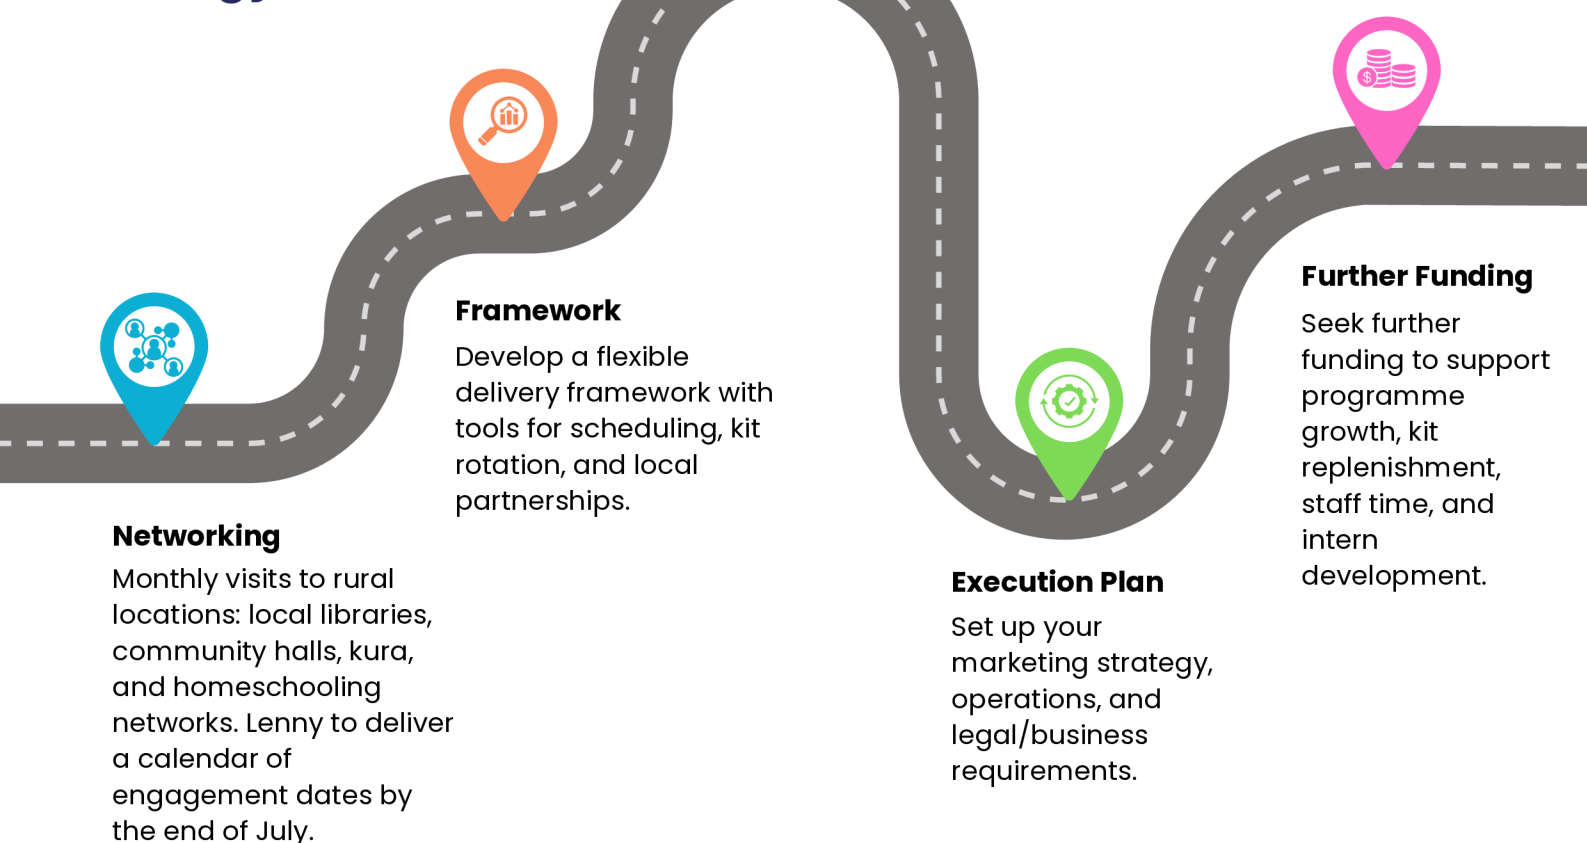 Networking
Monthly visits to rural
locations: local libraries,
community halls, kura,
and homeschooling
networks. Lenny to deliver
a calendar of
engagement dates by
the end of July.
Framework
Develop a flexible
delivery framework with
tools for scheduling, kit
rotation, and local
partnerships.
Execution Plan
Set up your
marketing strategy,
operations, and
legal/business
requirements.
Further Funding
Seek further
funding to support
programme
growth, kit
replenishment,
staff time, and
intern
development.